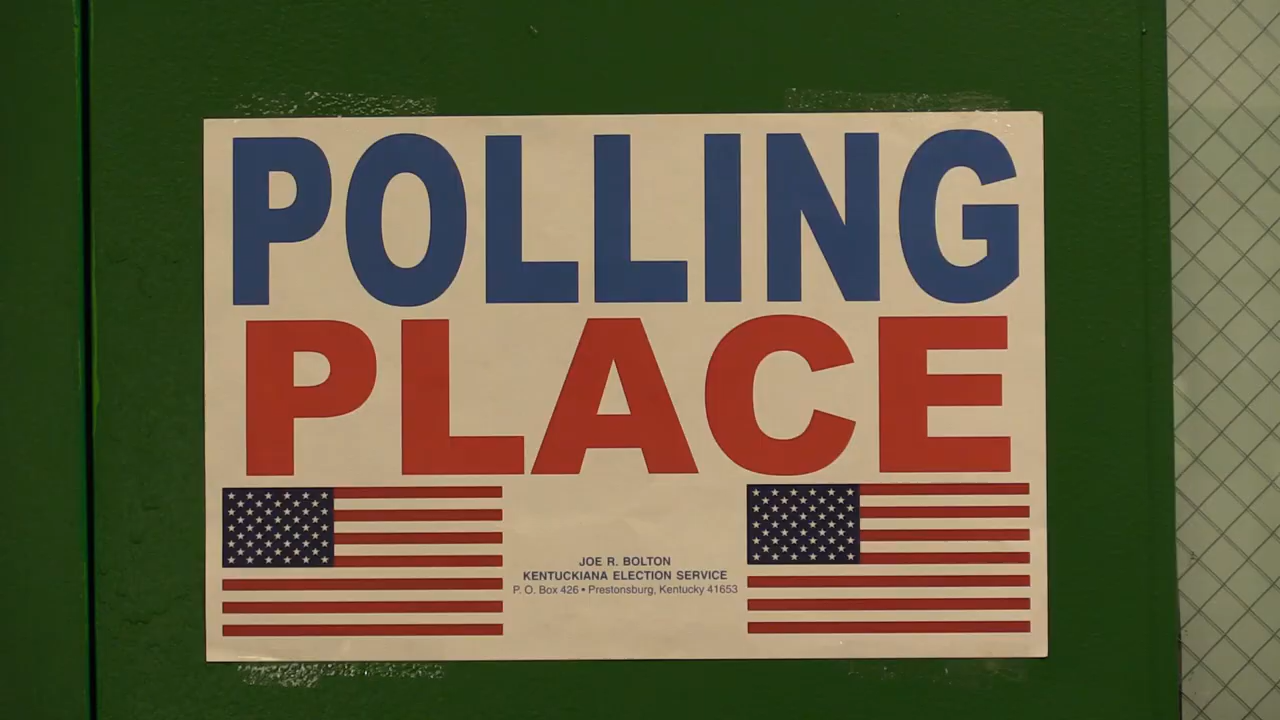 POLLING
PLACE
JOE R. BOLTON
KENTUCKIANA ELECTION SERVICE
P. O. Box 426 • Prestonsburg, Kentucky 41653